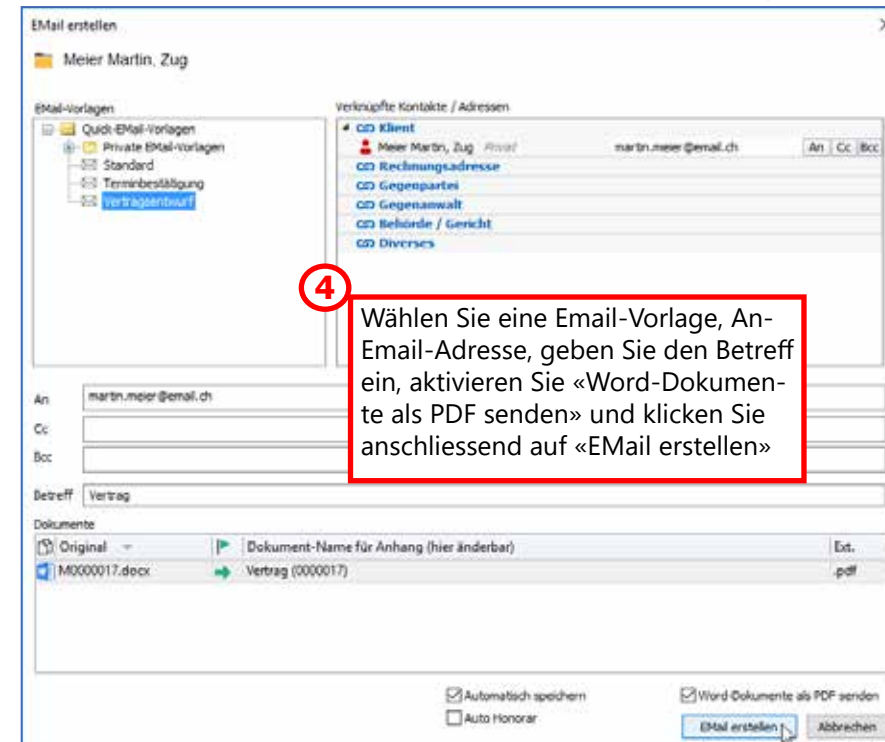 EMail erstellen
Meier Martin, Zug
EMail-Vorlagen
Quick-EMail-Vorlagen
Private EMail-Vorlagen
Standard
Terminbestätigung
Vertragsentwurf
Verknüpfte Kontakte / Adressen
Klient
Meier Martin, Zug Privat martin.meier@email.ch An Cc Bcc
Rechnungsadresse
Gegenpartei
Gegenanwalt
Behörde / Gericht
Diverses
4
Wählen Sie eine Email-Vorlage, An-
Email-Adresse, geben Sie den Betreff
ein, aktivieren Sie «Word-Dokumen-
te als PDF senden» und klicken Sie
anschliessend auf «EMail erstellen»
An martin.meier@email.ch
Cc
Bcc
Betreff Vertrag
Dokumente
Original Dokument-Name für Anhang (hier änderbar) Ext.
M0000017.docx Vertrag (0000017) .pdf
Automatisch speichern Word-Dokumente als PDF senden
Auto Honorar EMail erstellen Abbrechen